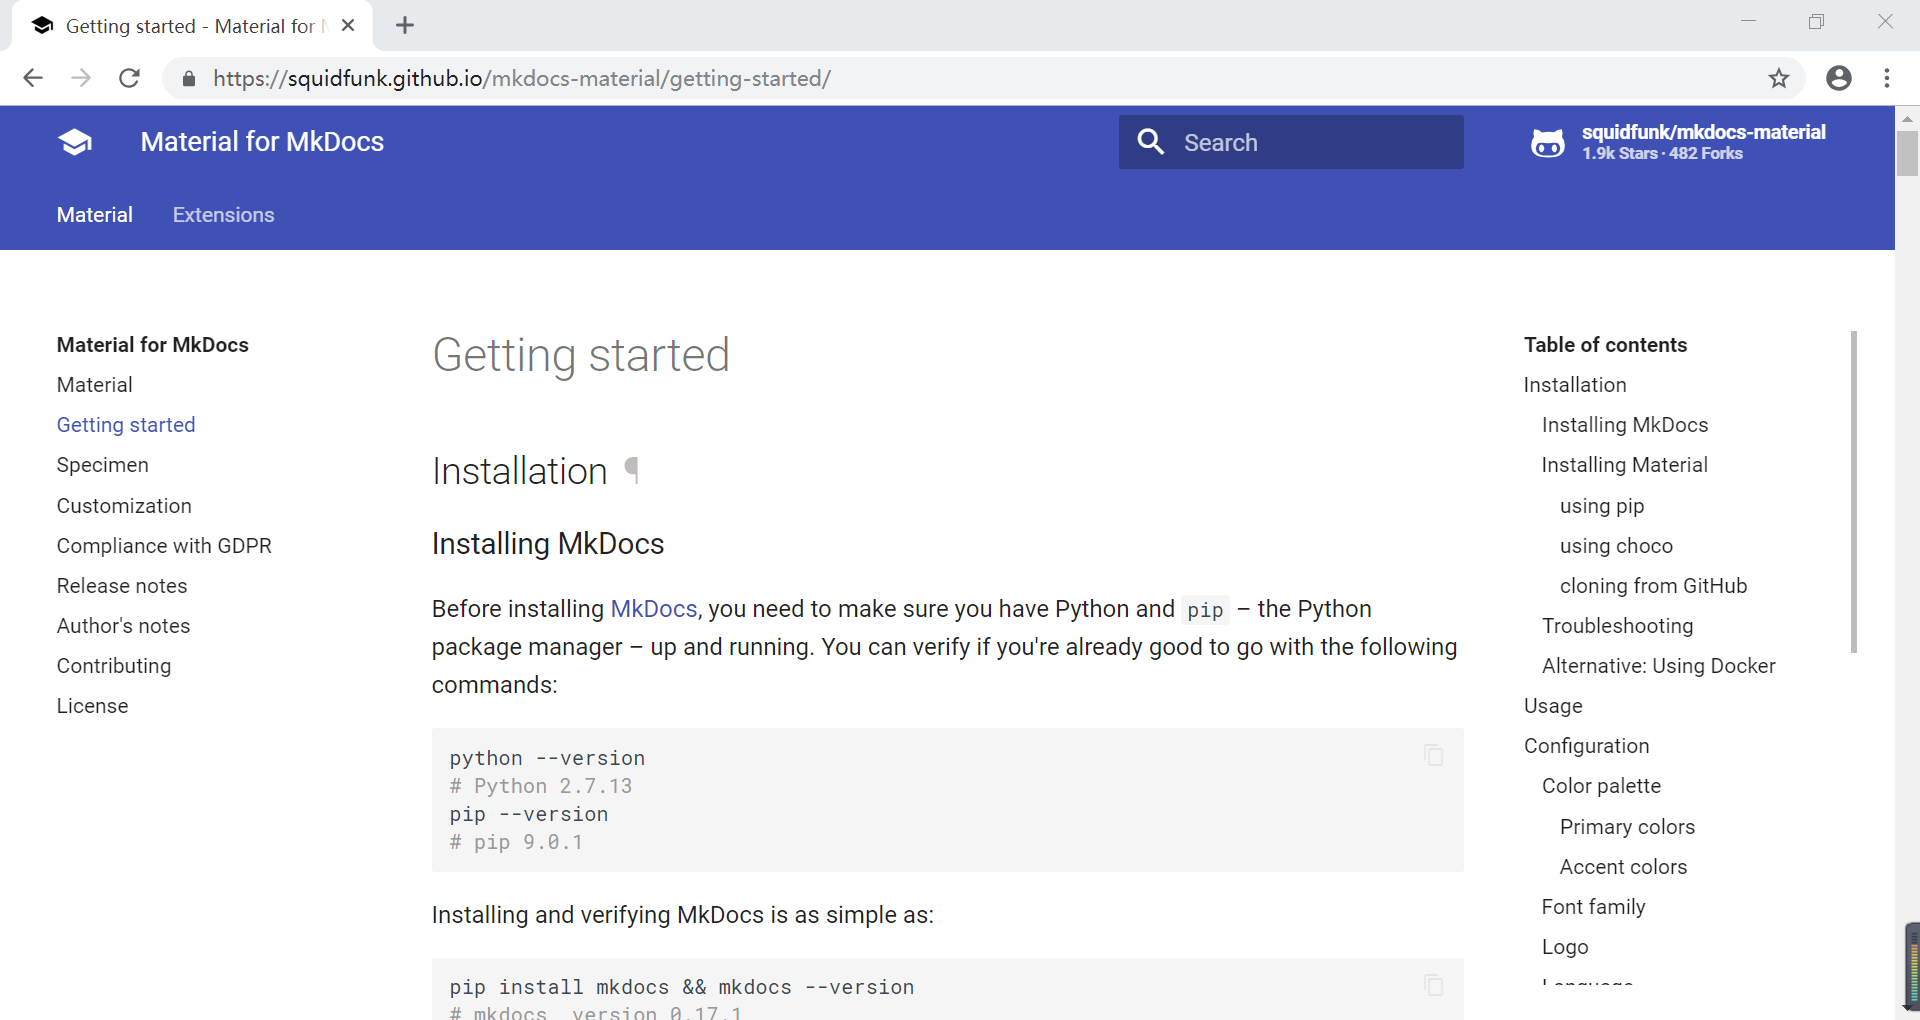 Getting started - Material for
https://squidfunk.github.io/mkdocs-material/getting-started/
Material for MkDocs
Search
squidfunk/mkdocs-material
1.9k Stars · 482 Forks
Material
Extensions
Material for MkDocs
Material
Getting started
Specimen
Customization
Compliance with GDPR
Release notes
Author's notes
Contributing
License
Getting started
Installation ¶
Installing MkDocs
Before installing MkDocs, you need to make sure you have Python and pip – the Python
package manager – up and running. You can verify if you're already good to go with the following
commands:
python --version
# Python 2.7.13
pip --version
# pip 9.0.1
Installing and verifying MkDocs is as simple as:
pip install mkdocs && mkdocs --version
# mkdocs, version 0.17.1
Table of contents
Installation
Installing MkDocs
Installing Material
using pip
using choco
cloning from GitHub
Troubleshooting
Alternative: Using Docker
Usage
Configuration
Color palette
Primary colors
Accent colors
Font family
Logo
Language